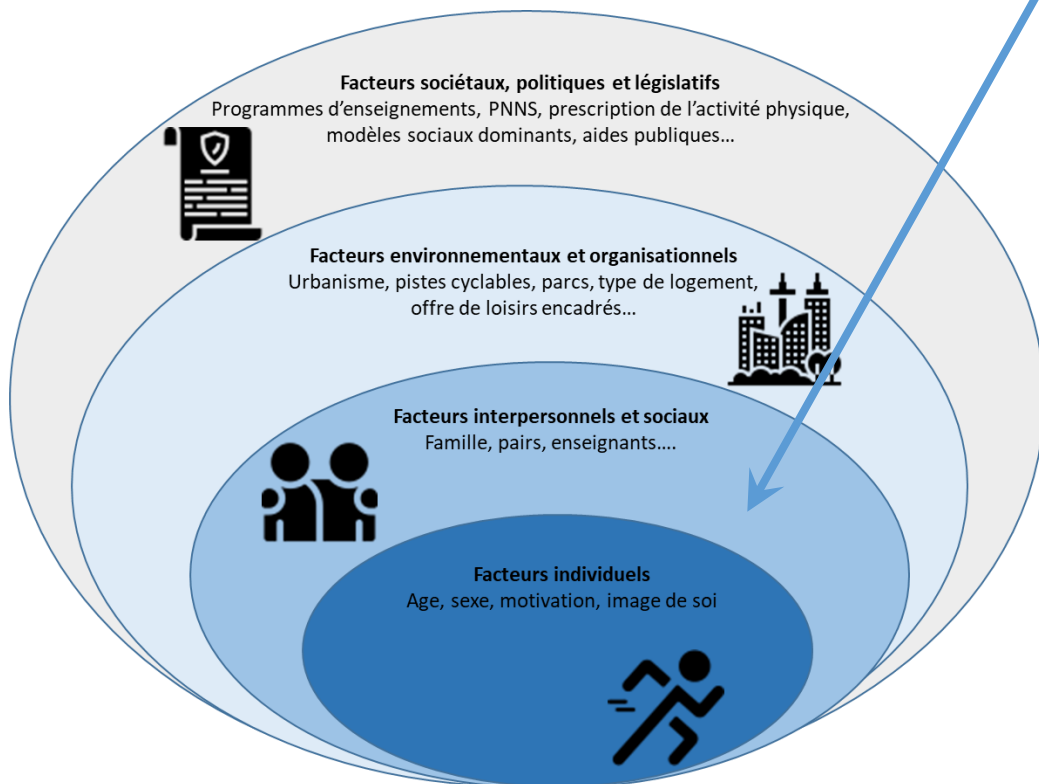 Facteurs sociétaux, politiques et législatifs
Programmes d’enseignements, PNNS, prescription de l’activité physique,
modèles sociaux dominants, aides publiques…
Facteurs environnementaux et organisationnels
Urbanisme, pistes cyclables, parcs, type de logement,
offre de loisirs encadrés…
Facteurs interpersonnels et sociaux
Famille, pairs, enseignants….
Facteurs individuels
Age, sexe, motivation, image de soi